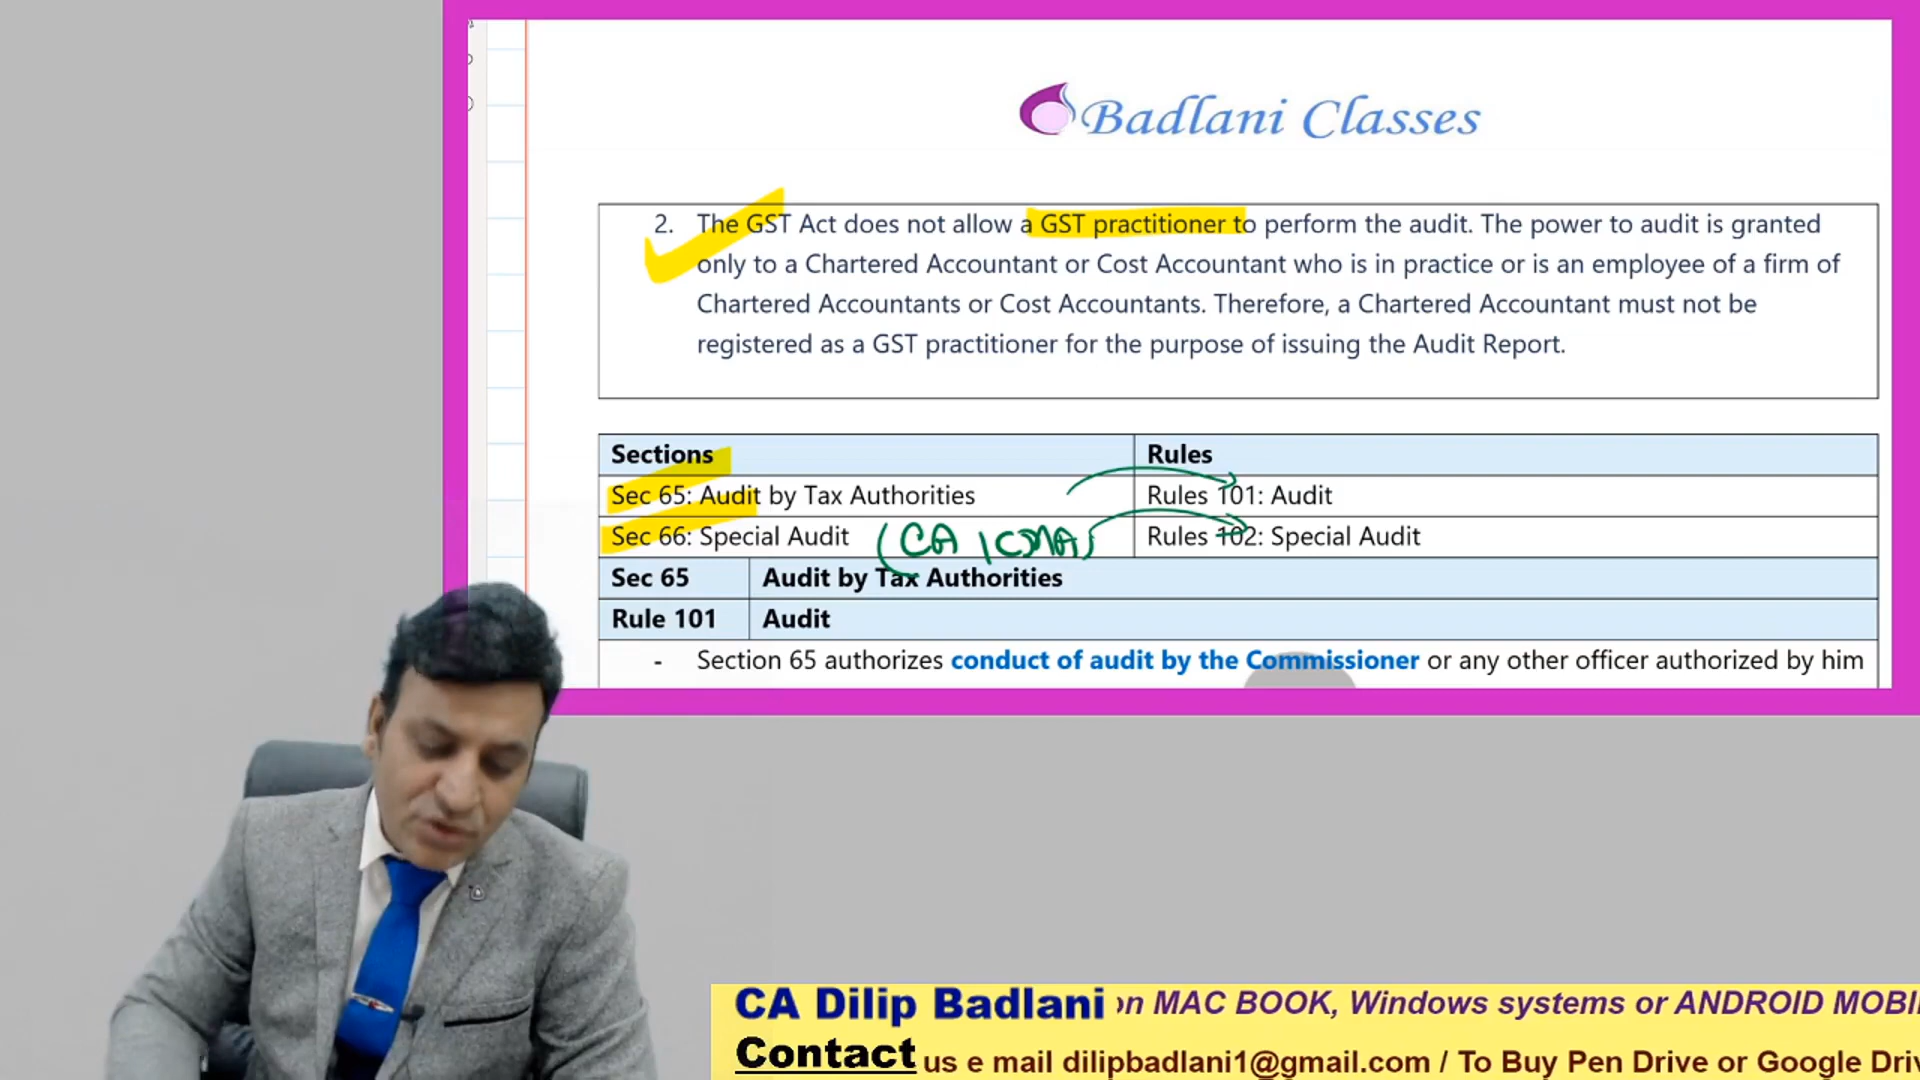 Badlani Classes
2. The GST Act does not allow a GST practitioner to perform the audit. The power to audit is granted
only to a Chartered Accountant or Cost Accountant who is in practice or is an employee of a firm of
Chartered Accountants or Cost Accountants. Therefore, a Chartered Accountant must not be
registered as a GST practitioner for the purpose of issuing the Audit Report.
Sections Rules
Sec 65: Audit by Tax Authorities Rules 101: Audit
Sec 66: Special Audit (CA / CMA) Rules 102: Special Audit
Sec 65 Audit by Tax Authorities
Rule 101 Audit
- Section 65 authorizes conduct of audit by the Commissioner or any other officer authorized by him
CA Dilip Badlani on MAC BOOK, Windows systems or ANDROID
Contact us e mail dilipbadlani1@gmail.com / To Buy Pen Drive or Google